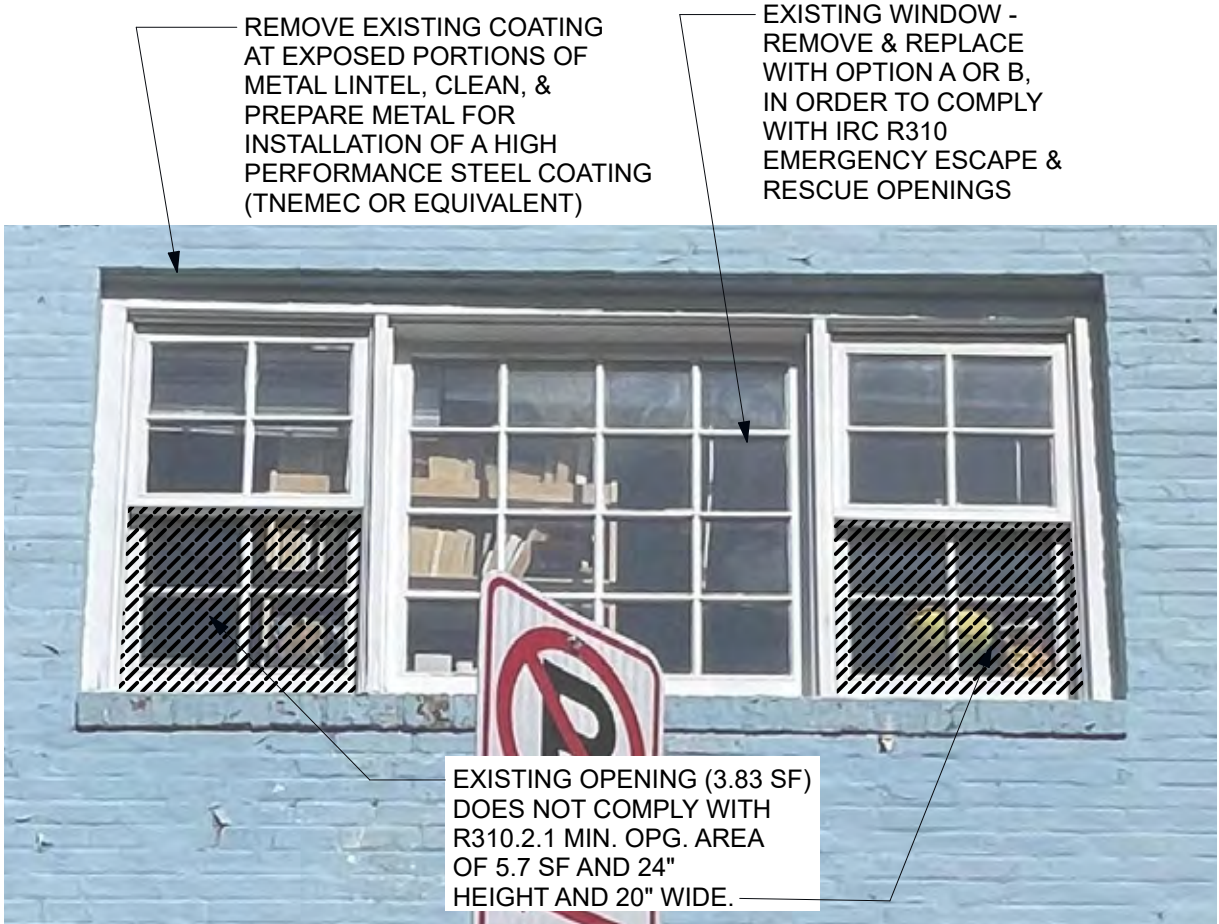 REMOVE EXISTING COATING
AT EXPOSED PORTIONS OF
METAL LINTEL, CLEAN, &
PREPARE METAL FOR
INSTALLATION OF A HIGH
PERFORMANCE STEEL COATING
(TNEMEC OR EQUIVALENT)
EXISTING WINDOW -
REMOVE & REPLACE
WITH OPTION A OR B,
IN ORDER TO COMPLY
WITH IRC R310
EMERGENCY ESCAPE &
RESCUE OPENINGS
P
EXISTING OPENING (3.83 SF)
DOES NOT COMPLY WITH
R310.2.1 MIN. OPG. AREA
OF 5.7 SF AND 24"
HEIGHT AND 20" WIDE.